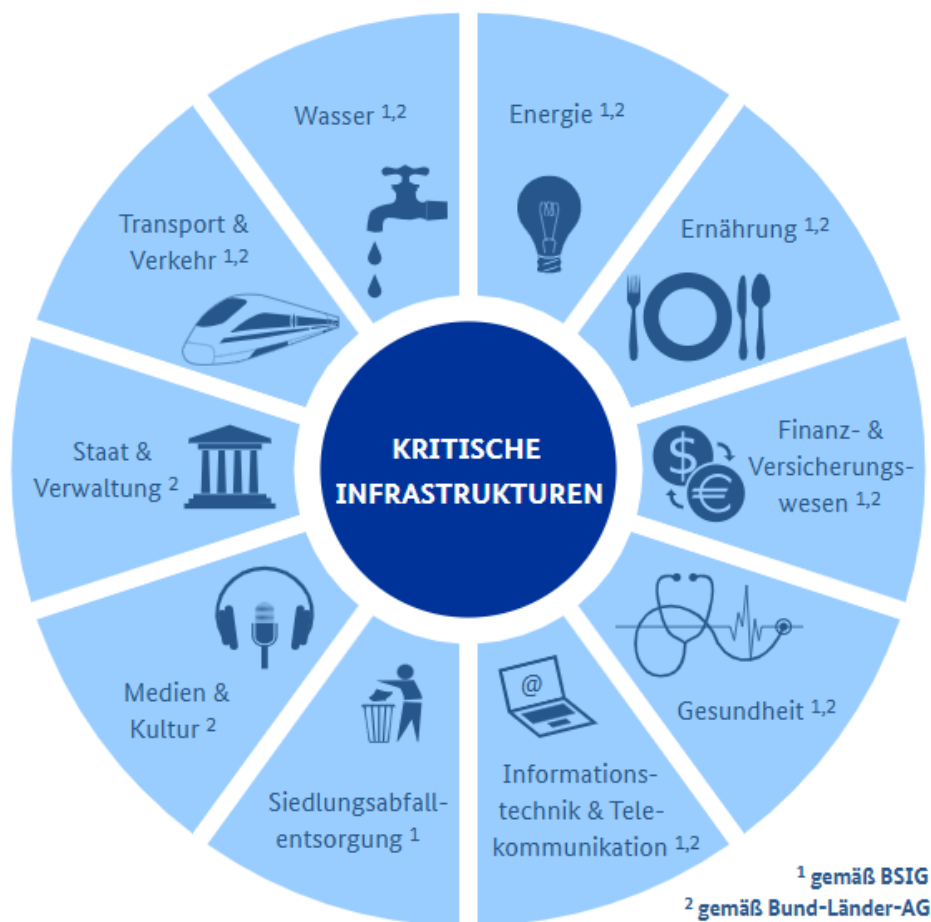 KRITISCHE
INFRASTRUKTUREN
Energie 1,2
Ernährung 1,2
Finanz- &
Versicherungs-
wesen 1,2
Gesundheit 1,2
Informations-
technik & Tele-
kommunikation 1,2
@
Siedlungsabfall-
entsorgung 1
Medien &
Kultur 2
Staat &
Verwaltung 2
Transport &
Verkehr 1,2
Wasser 1,2
$
€
1 gemäß BSIG
2 gemäß Bund-Länder-AG